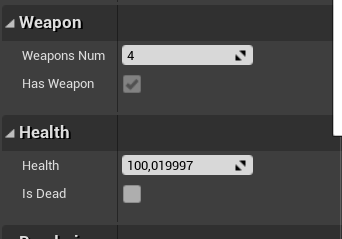 Weapon
Weapons Num 4
Has Weapon
Health
Health 100,019997
Is Dead